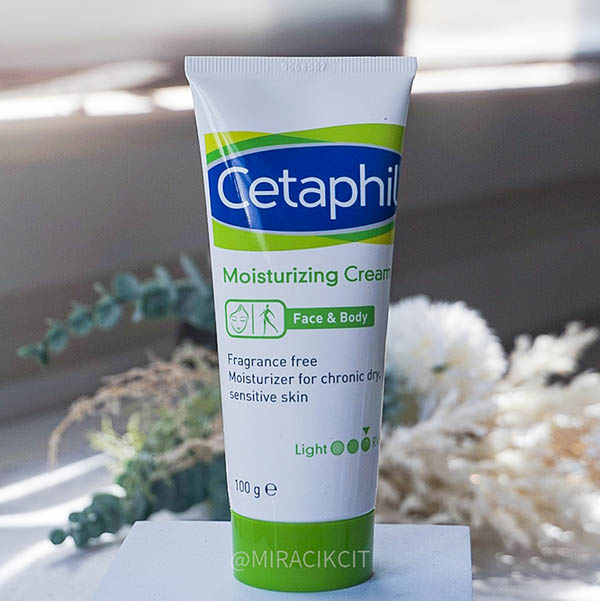 Cetaphil
Moisturizing Cream
Face & Body
Fragrance free
Moisturizer for chronic dry,
sensitive skin
Light
100 g e
@MIRACIKCIT